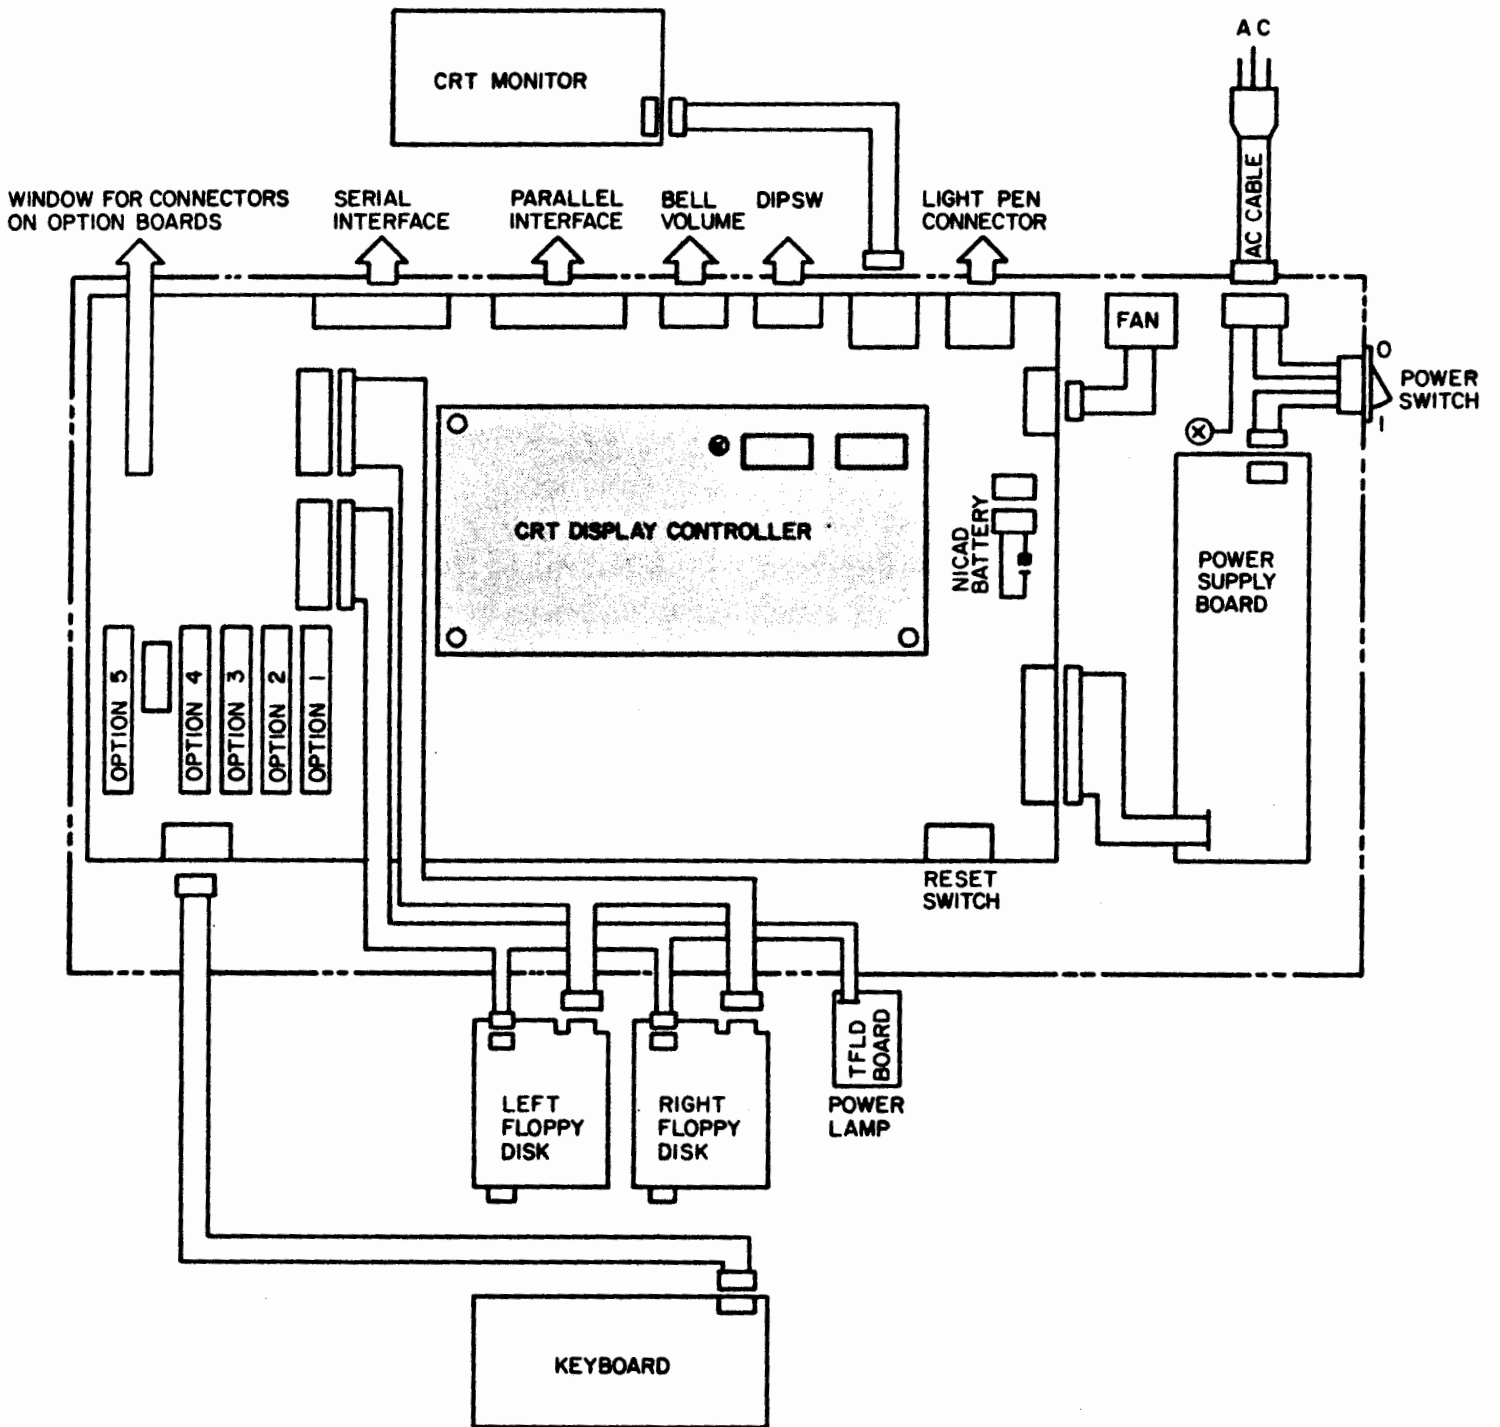 CRT MONITOR
AC
AC CABLE
WINDOW FOR CONNECTORS
ON OPTION BOARDS
SERIAL
INTERFACE
PARALLEL
INTERFACE
BELL
VOLUME
DIPSW
LIGHT PEN
CONNECTOR
FAN
O
POWER
SWITCH
I
CRT DISPLAY CONTROLLER
NICAD
BATTERY
POWER
SUPPLY
BOARD
OPTION 5
OPTION 4
OPTION 3
OPTION 2
OPTION 1
RESET
SWITCH
TFLD
BOARD
POWER
LAMP
LEFT
FLOPPY
DISK
RIGHT
FLOPPY
DISK
KEYBOARD